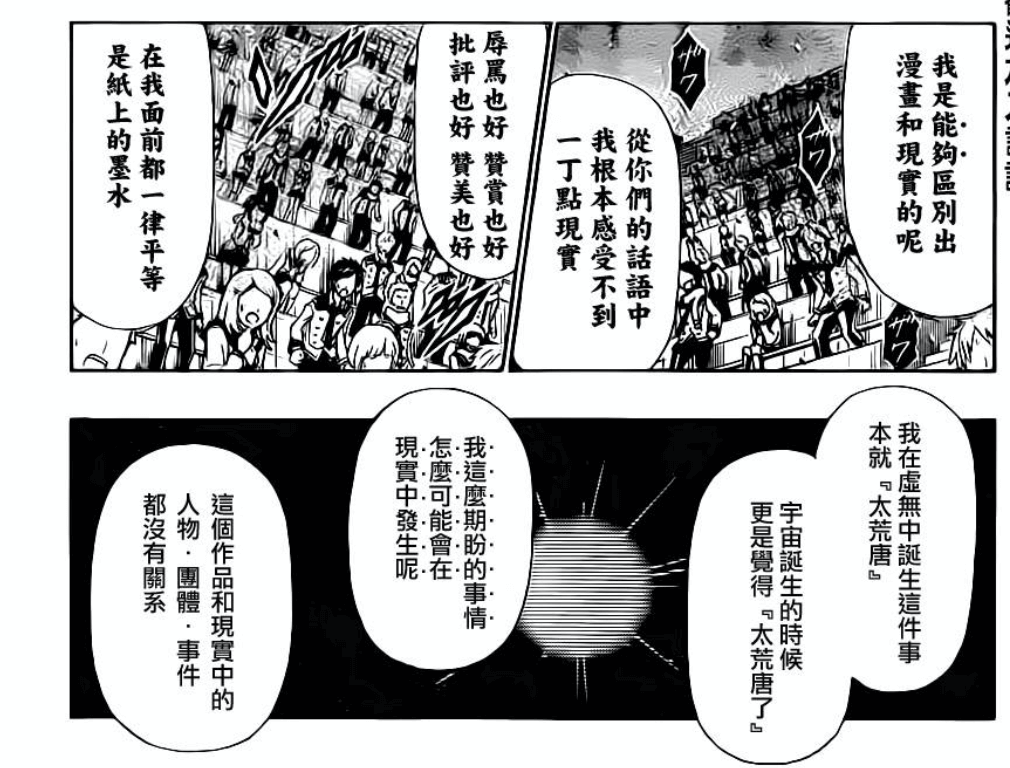 我是能夠區別出
漫畫和現實的呢
ザワ
ザワ
ザワ
從你們的話語中
我根本感受不到
一丁點現實
辱罵也好 贊賞也好
批評也好 贊美也好
在我面前都一律平等
是紙上的墨水
我在虛無中誕生這件事
本就『太荒唐』
宇宙誕生的時候
更是覺得『太荒唐了』
我這麼期盼的事情
怎麼可能會在
現實中發生呢
這個作品和現實中的
人物・團體・事件
都沒有關系